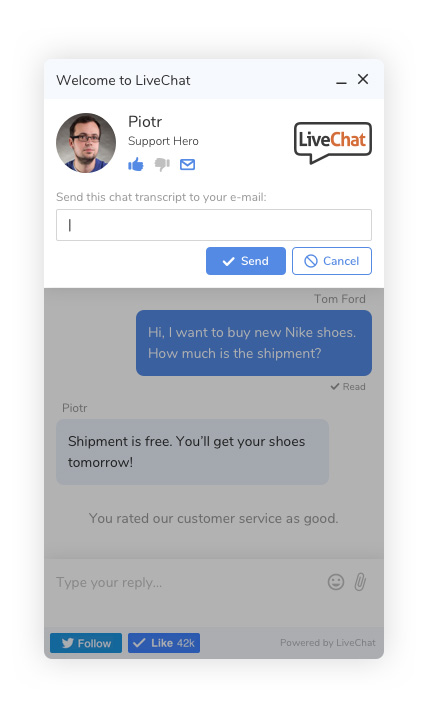 Welcome to LiveChat
Piotr
Support Hero
LiveChat
Send this chat transcript to your e-mail:
Send
Cancel
Tom Ford
Hi, I want to buy new Nike shoes.
How much is the shipment?
Read
Piotr
Shipment is free. You’ll get your shoes
tomorrow!
You rated our customer service as good.
Type your reply...
Follow
Like 42k
Powered by LiveChat